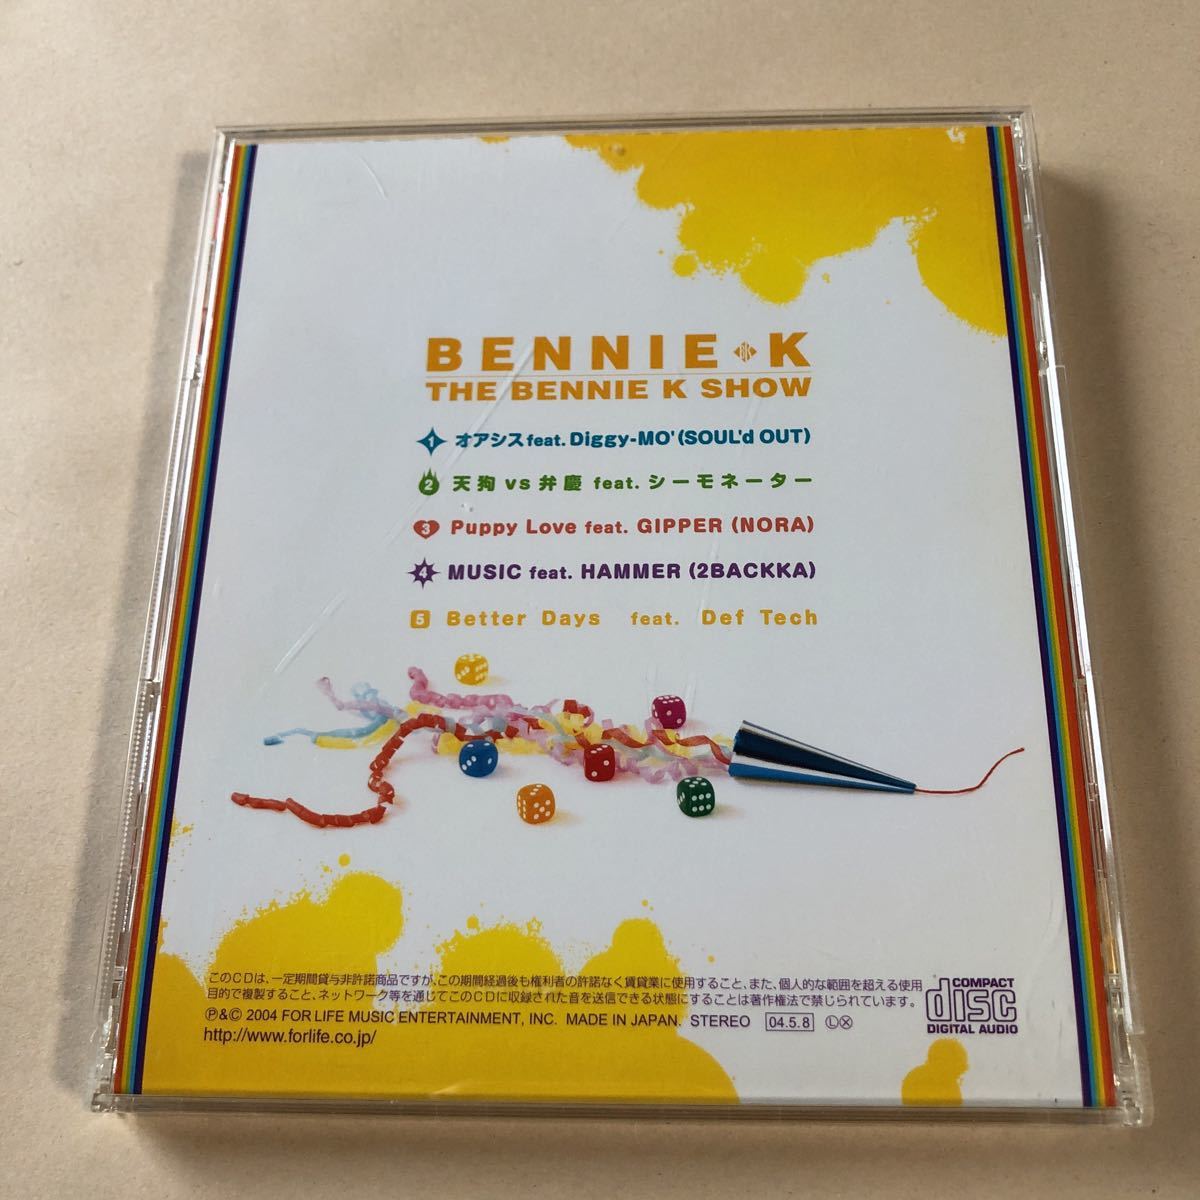 BENNIE K
THE BENNIE K SHOW
1 オアシス feat. Diggy-MO' (SOUL'd OUT)
2 天狗 vs 弁慶 feat. シーモネーター
3 Puppy Love feat. GIPPER (NORA)
4 MUSIC feat. HAMMER (2BACKKA)
5 Better Days feat. Def Tech
このCDは、一定期間貸与非許諾商品ですが、この期間経過後も権利者の許諾なく賃貸業に使用すること、また、個人的な範囲を超える使用
目的で複製すること、ネットワーク等を通じてこのCDに収録された音を送信できる状態にすることは著作権法で禁じられています。
℗&© 2004 FOR LIFE MUSIC ENTERTAINMENT, INC. MADE IN JAPAN. STEREO 04.5.8 Ⓛ Ⓧ
http://www.forlife.co.jp/
COMPACT
disc
DIGITAL AUDIO